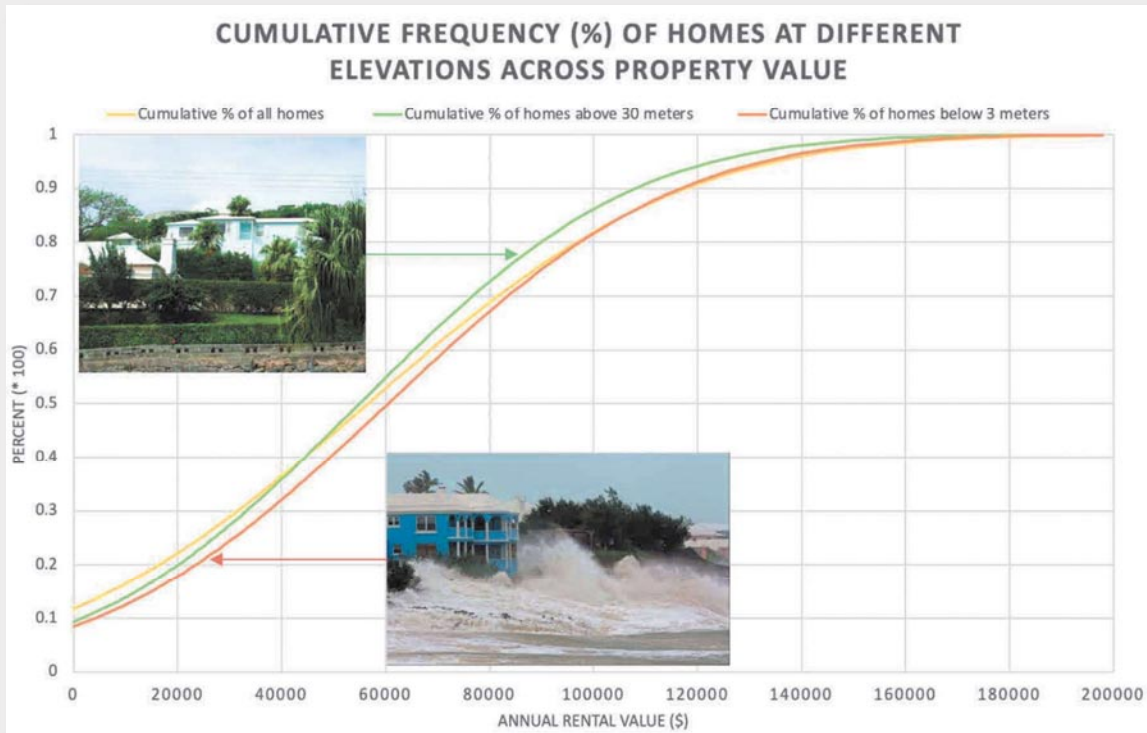 CUMULATIVE FREQUENCY (%) OF HOMES AT DIFFERENT
ELEVATIONS ACROSS PROPERTY VALUE
Cumulative % of all homes
Cumulative % of homes above 30 meters
Cumulative % of homes below 3 meters
PERCENT (* 100)
1
0.9
0.8
0.7
0.6
0.5
0.4
0.3
0.2
0.1
0
0 20000 40000 60000 80000 100000 120000 140000 160000 180000 200000
ANNUAL RENTAL VALUE ($)